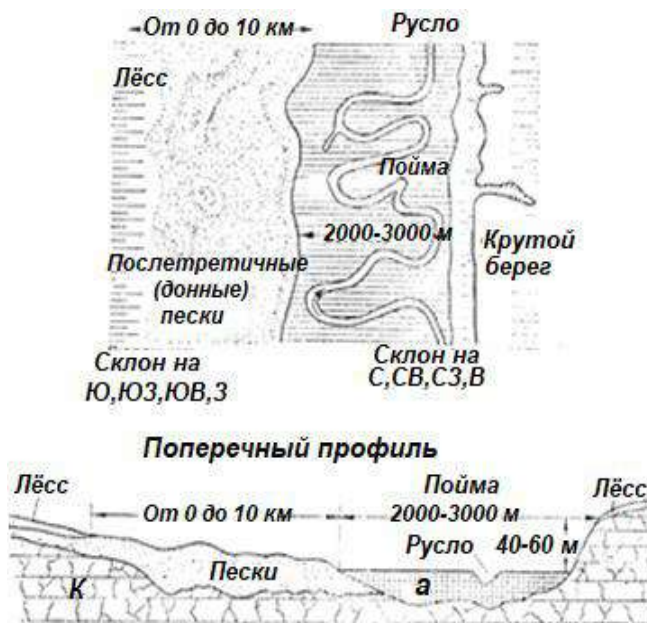 От 0 до 10 км
Русло
Лёсс
Пойма
2000-3000 м
Послетретичные
(донные)
пески
Крутой
берег
Склон на
Ю,ЮЗ,ЮВ,З
Склон на
С,СВ,СЗ,В
Поперечный профиль
Лёсс
От 0 до 10 км
Пойма
2000-3000 м
Лёсс
Русло
40-60 м
Пески
К
а